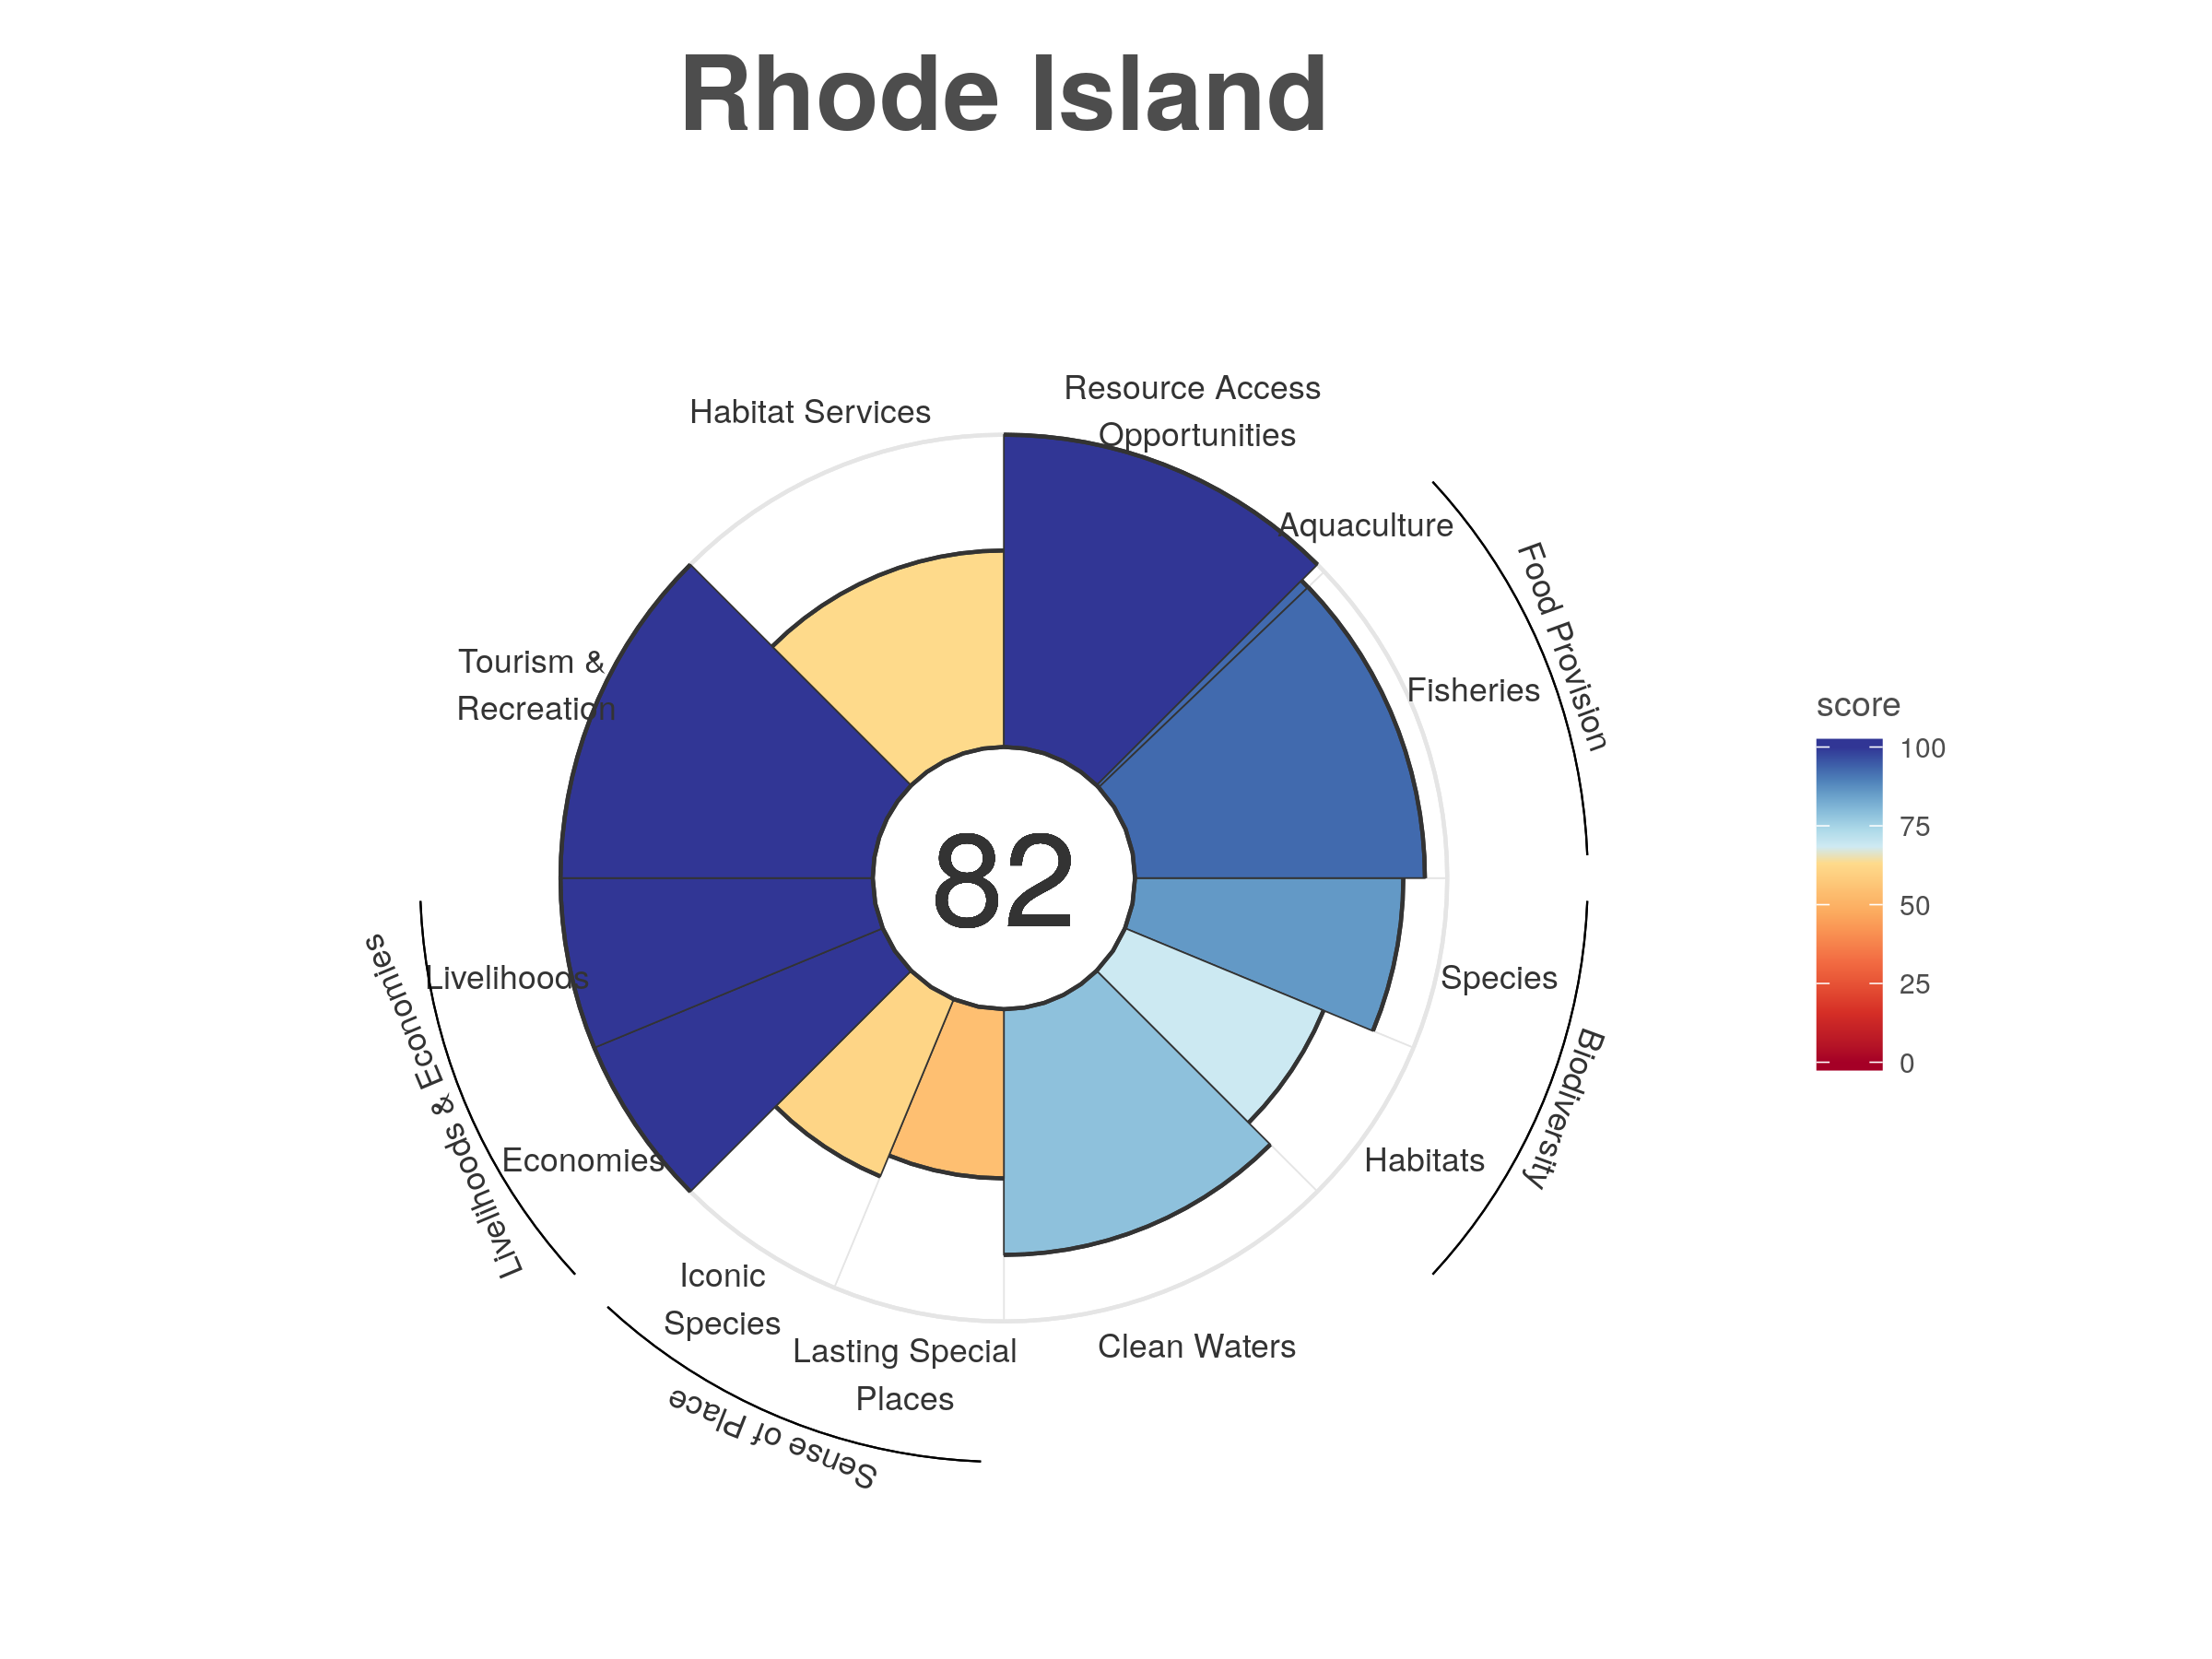 Rhode Island
Resource Access
Opportunities
Habitat Services
Aquaculture
Food Provision
Fisheries
Tourism &
Recreation
82
score
100
75
50
25
0
Livelihoods
Species
Livelihoods & Economies
Biodiversity
Economies
Habitats
Iconic
Species
Lasting Special
Places
Clean Waters
Sense of Place